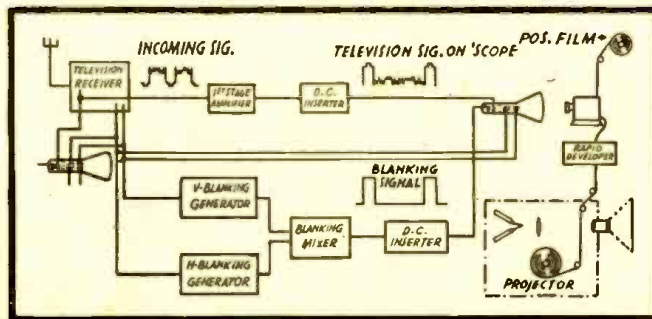 INCOMING SIG.
TELEVISION SIG. ON 'SCOPE
POS. FILM
TELEVISION
RECEIVER
1ST STAGE
AMPLIFIER
D.C.
INSERTER
RAPID
DEVELOPER
BLANKING
SIGNAL
V-BLANKING
GENERATOR
BLANKING
MIXER
D.C.
INSERTER
H-BLANKING
GENERATOR
PROJECTOR